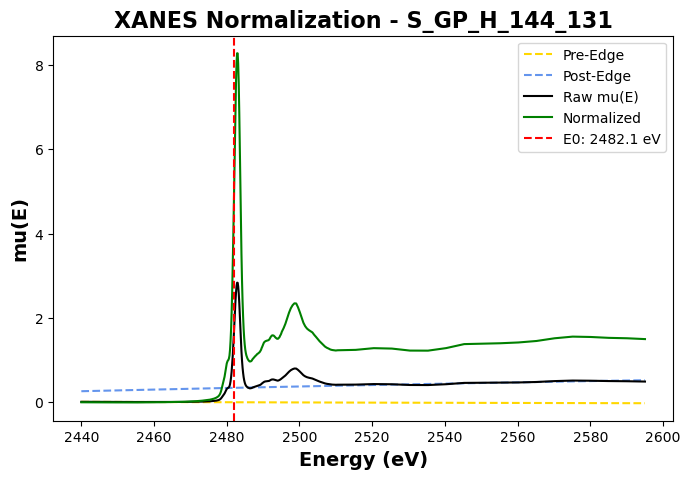 XANES Normalization - S_GP_H_144_131
Pre-Edge
Post-Edge
Raw mu(E)
Normalized
E0: 2482.1 eV
mu(E)
8
6
4
2
0
2440 2460 2480 2500 2520 2540 2560 2580 2600
Energy (eV)